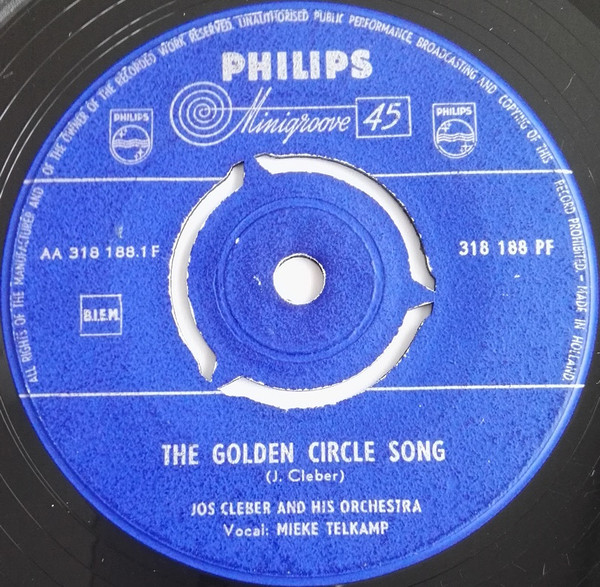 ALL RIGHTS OF THE MANUFACTURER AND OF THE OWNER OF THE RECORDED WORK RESERVED. UNAUTHORISED PUBLIC PERFORMANCE, BROADCASTING AND COPYING OF THIS RECORD PROHIBITED. - MADE IN HOLLAND
PHILIPS
Minigroove 45
PHILIPS
PHILIPS
AA 318 188.1 F
318 188 PF
B.I.E.M.
THE GOLDEN CIRCLE SONG
(J. Cleber)
JOS CLEBER AND HIS ORCHESTRA
Vocal: MIEKE TELKAMP